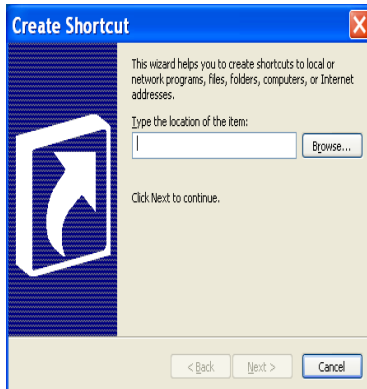 Create Shortcut
This wizard helps you to create shortcuts to local or
network programs, files, folders, computers, or Internet
addresses.
Type the location of the item:
Browse...
Click Next to continue.
< Back Next > Cancel